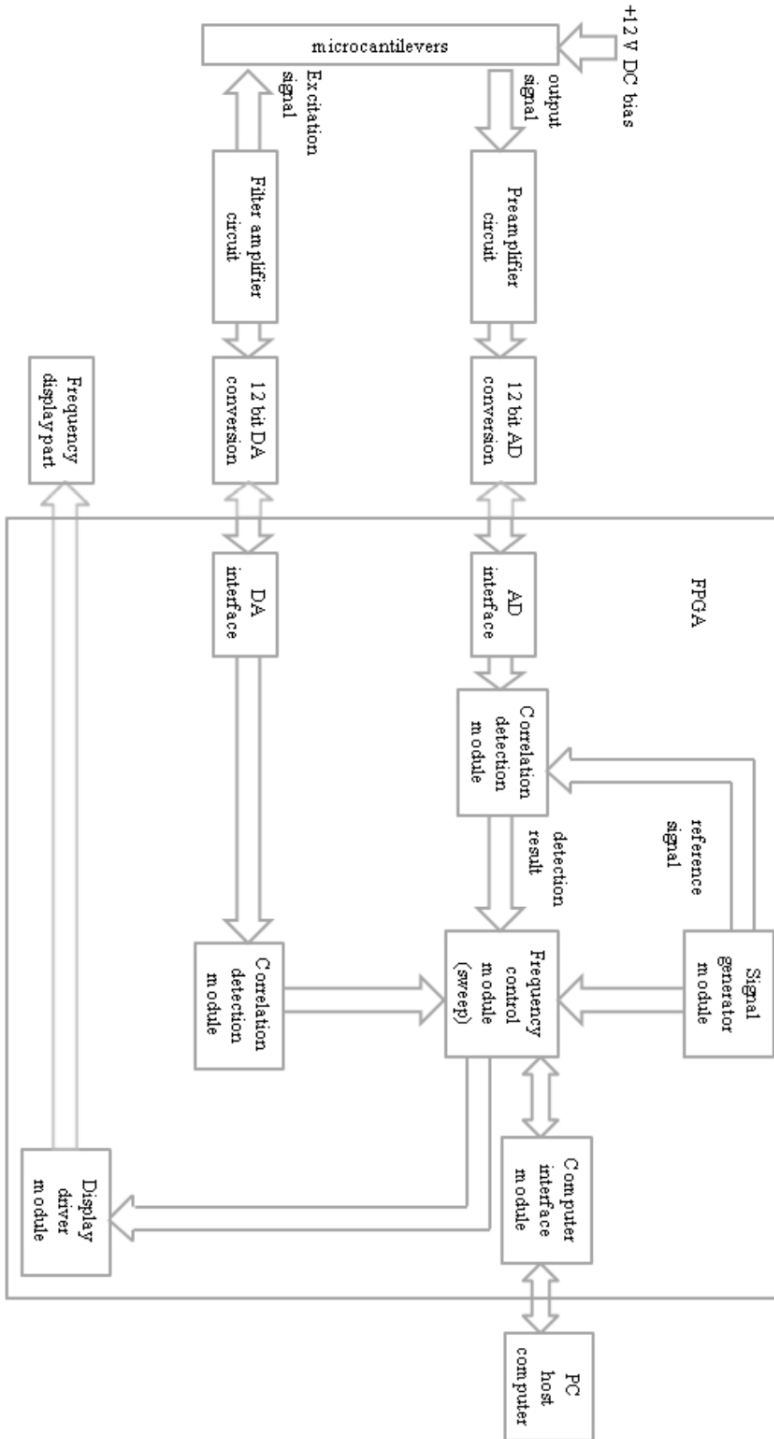 +12 V DC bias
microcantilevers
output
signal
Excitation
signal
Preamplifier
circuit
Filter amplifier
circuit
12 bit AD
conversion
12 bit DA
conversion
Frequency
display part
FPGA
AD
interface
DA
interface
Correlation
detection
module
reference
signal
detection
result
Signal
generator
module
Frequency
control
module
(sweep)
Correlation
detection
module
Computer
interface
module
Display
driver
module
PC
host
computer